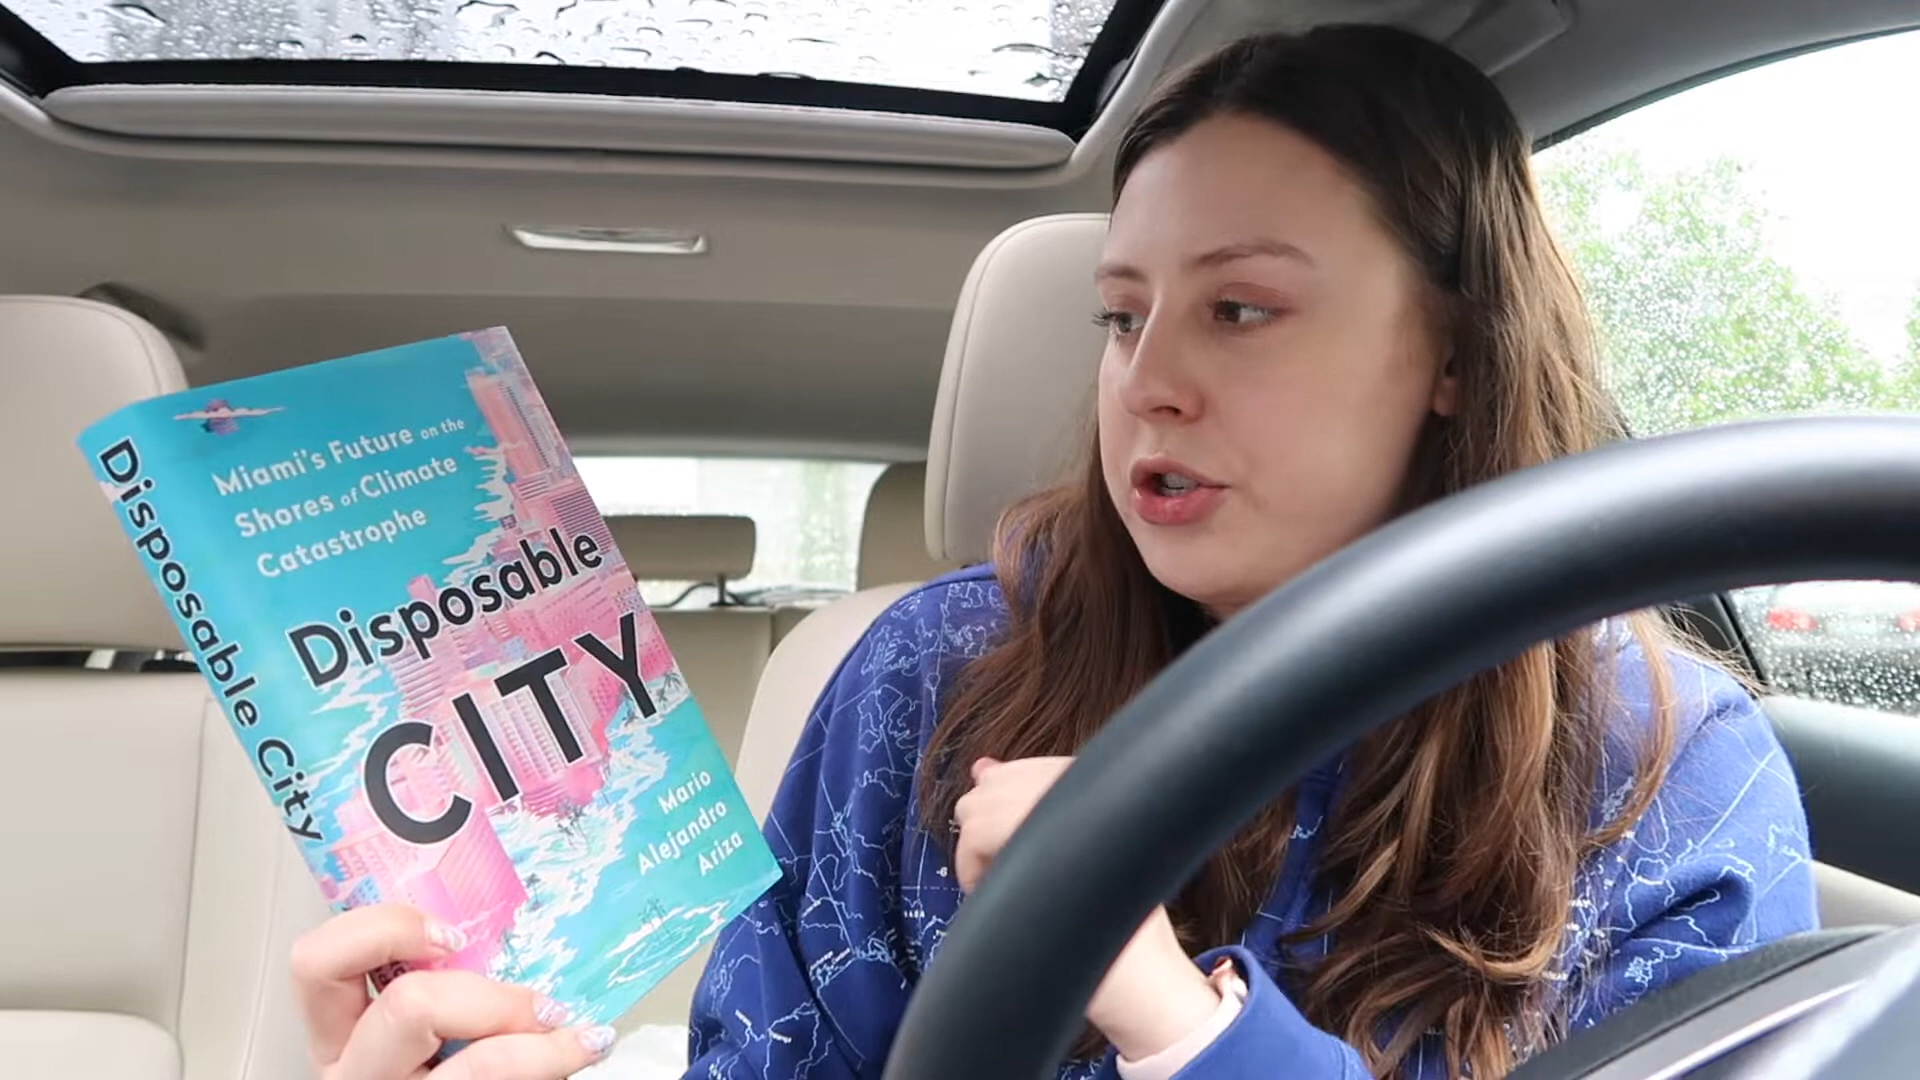 Disposable City
Miami's Future on the
Shores of Climate
Catastrophe
Disposable
CITY
Mario
Alejandro
Ariza